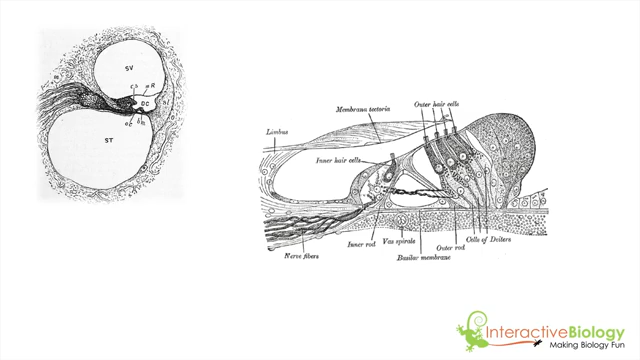 SV
DC
ST
Membrana tectoria
Outer hair cells
Limbus
Inner hair cells
Nerve fibers
Inner rod
Vas spirale
Basilar membrane
Outer rod
Cells of Deiters
InteractiveBiology
Making Biology Fun